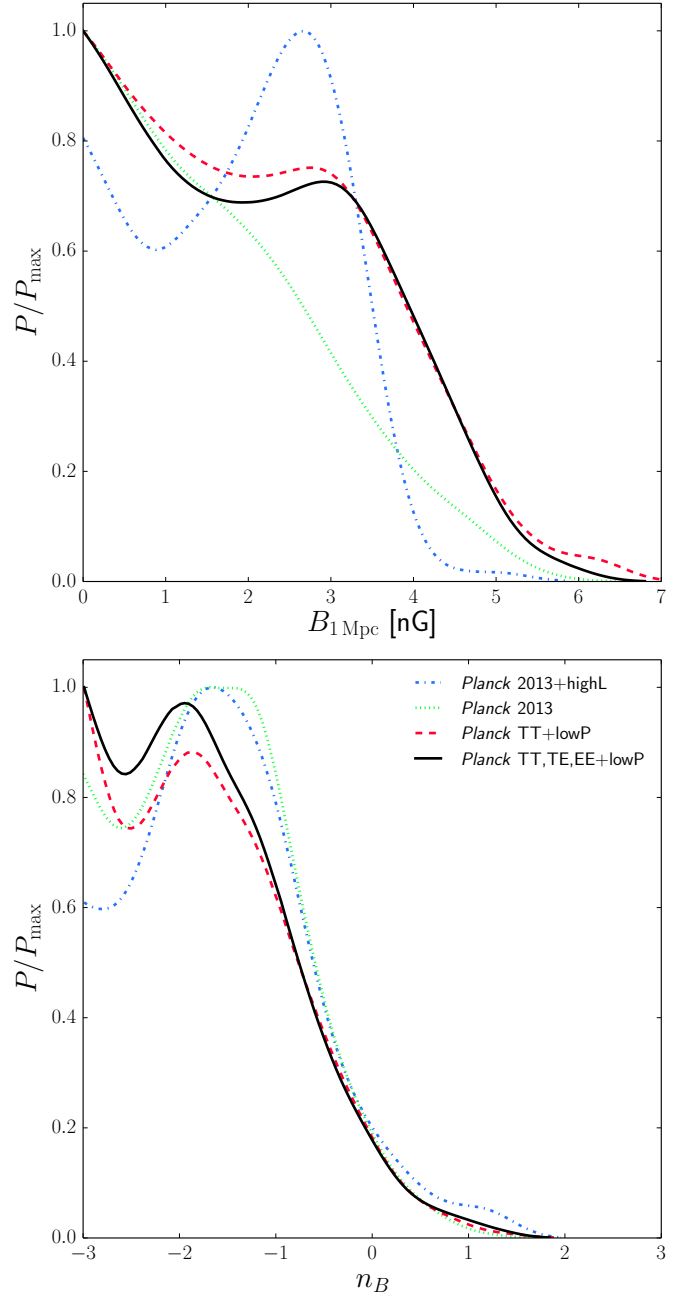 1.0
0.8
0.6
0.4
0.2
0.0
P/P_max
0 1 2 3 4 5 6 7
B_1 Mpc [nG]
Planck 2013+highL
Planck 2013
Planck TT+lowP
Planck TT,TE,EE+lowP
1.0
0.8
0.6
0.4
0.2
0.0
P/P_max
−3 −2 −1 0 1 2 3
n_B